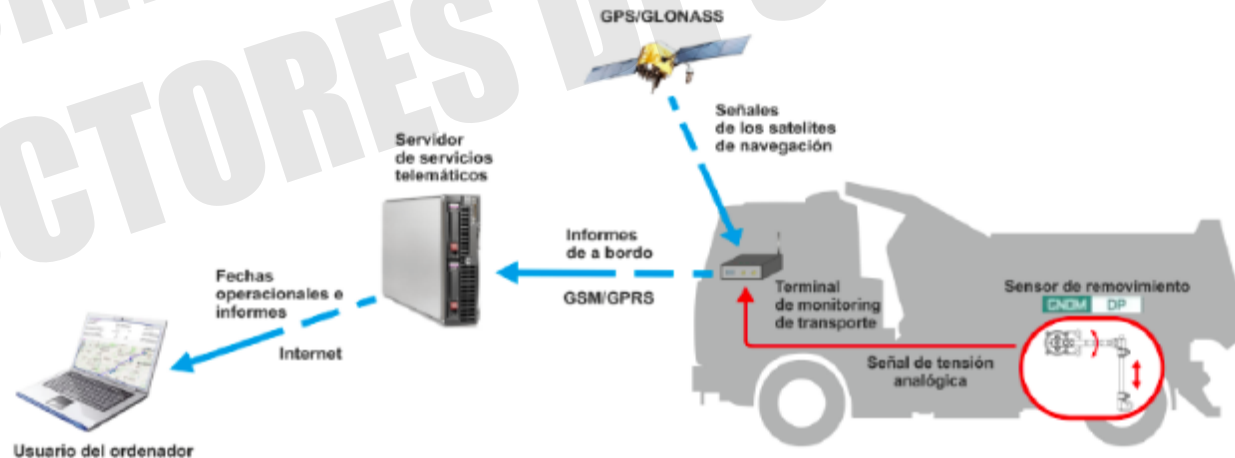 GPS/GLONASS
Señales
de los satelites
de navegación
Servidor
de servicios
telemáticos
Informes
de a bordo
GSM/GPRS
Fechas
operacionales e
informes
Internet
Usuario del ordenador
Terminal
de monitoring
de transporte
Sensor de removimiento
GNOM DP
Señal de tensión
analógica
CTORES DP